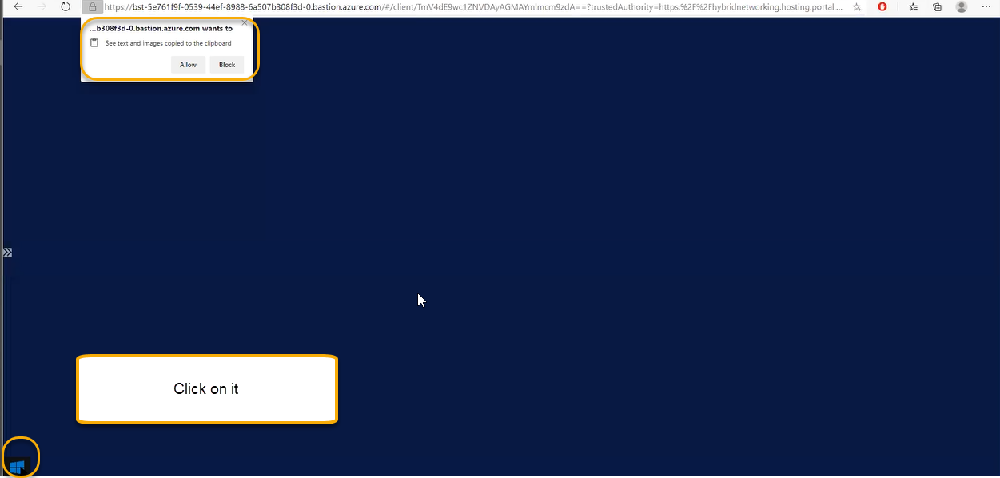 https://bst-5e761f9f-0539-44ef-8988-6a507b308f3d-0.bastion.azure.com/#/client/TmV4dE9wc1ZNVDAyAGMAYmlmcm9zdA==?trustedAuthority=https:%2F%2Fhybridnetworking.hosting.portal....
...b308f3d-0.bastion.azure.com wants to
See text and images copied to the clipboard
Allow Block
Click on it